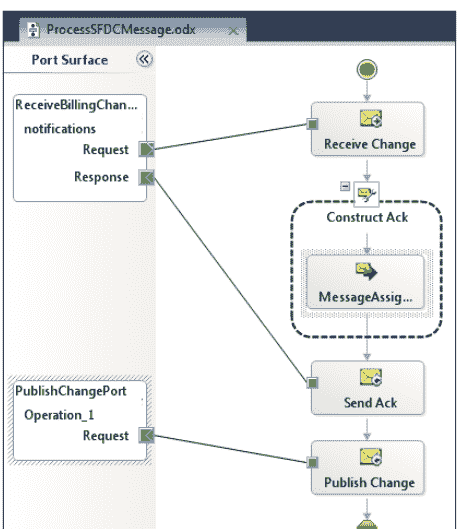 ProcessSFDCMessage.odx
Port Surface
ReceiveBillingChan...
notifications
Request
Response
Receive Change
Construct Ack
MessageAssig...
Send Ack
PublishChangePort
Operation_1
Request
Publish Change